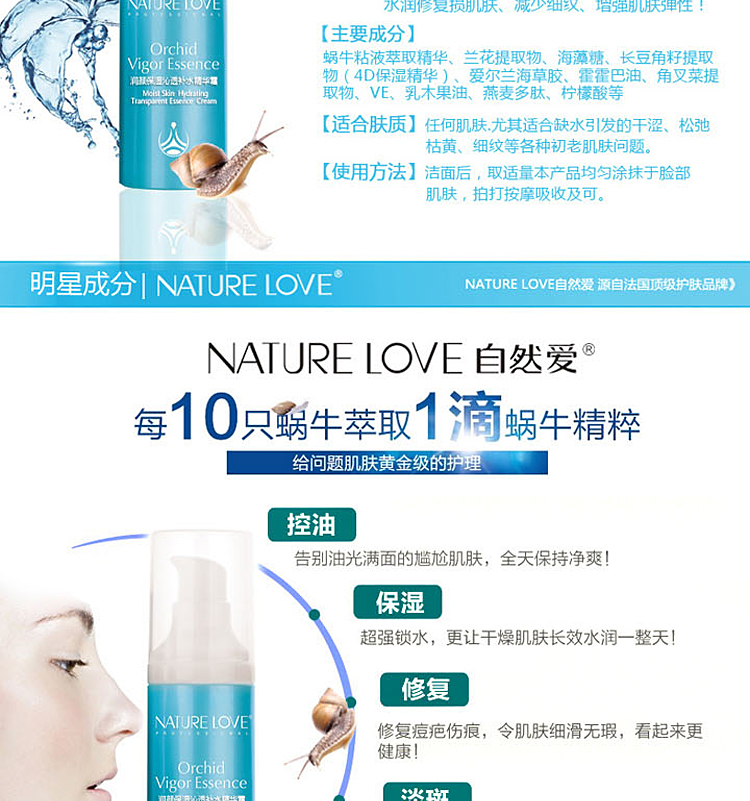 水润修复损肌肤、减少细纹、增强肌肤弹性！
NATURE LOVE
Orchid
Vigor Essence
润颜保湿沁透补水精华霜
Moist Skin Hydrating
Transparent Essence Cream
【主要成分】
蜗牛粘液萃取精华、兰花提取物、海藻糖、长豆角籽提取
物（4D保湿精华）、爱尔兰海草胶、霍霍巴油、角叉菜提
取物、VE、乳木果油、燕麦多肽、柠檬酸等
【适合肤质】任何肌肤.尤其适合缺水引发的干涩、松弛
枯黄、细纹等各种初老肌肤问题。
【使用方法】洁面后，取适量本产品均匀涂抹于脸部
肌肤，拍打按摩吸收及可。
明星成分| NATURE LOVE®
NATURE LOVE自然爱 源自法国顶级护肤品牌》
NATURE LOVE 自然爱®
每10只蜗牛萃取1滴蜗牛精粹
给问题肌肤黄金级的护理
控油
告别油光满面的尴尬肌肤，全天保持净爽！
保湿
超强锁水，更让干燥肌肤长效水润一整天！
修复
修复痘疤伤痕，令肌肤细滑无瑕，看起来更
健康！
淡斑
NATURE LOVE®
PROFESSIONAL
Orchid
Vigor Essence
润颜保湿沁透补水精华霜